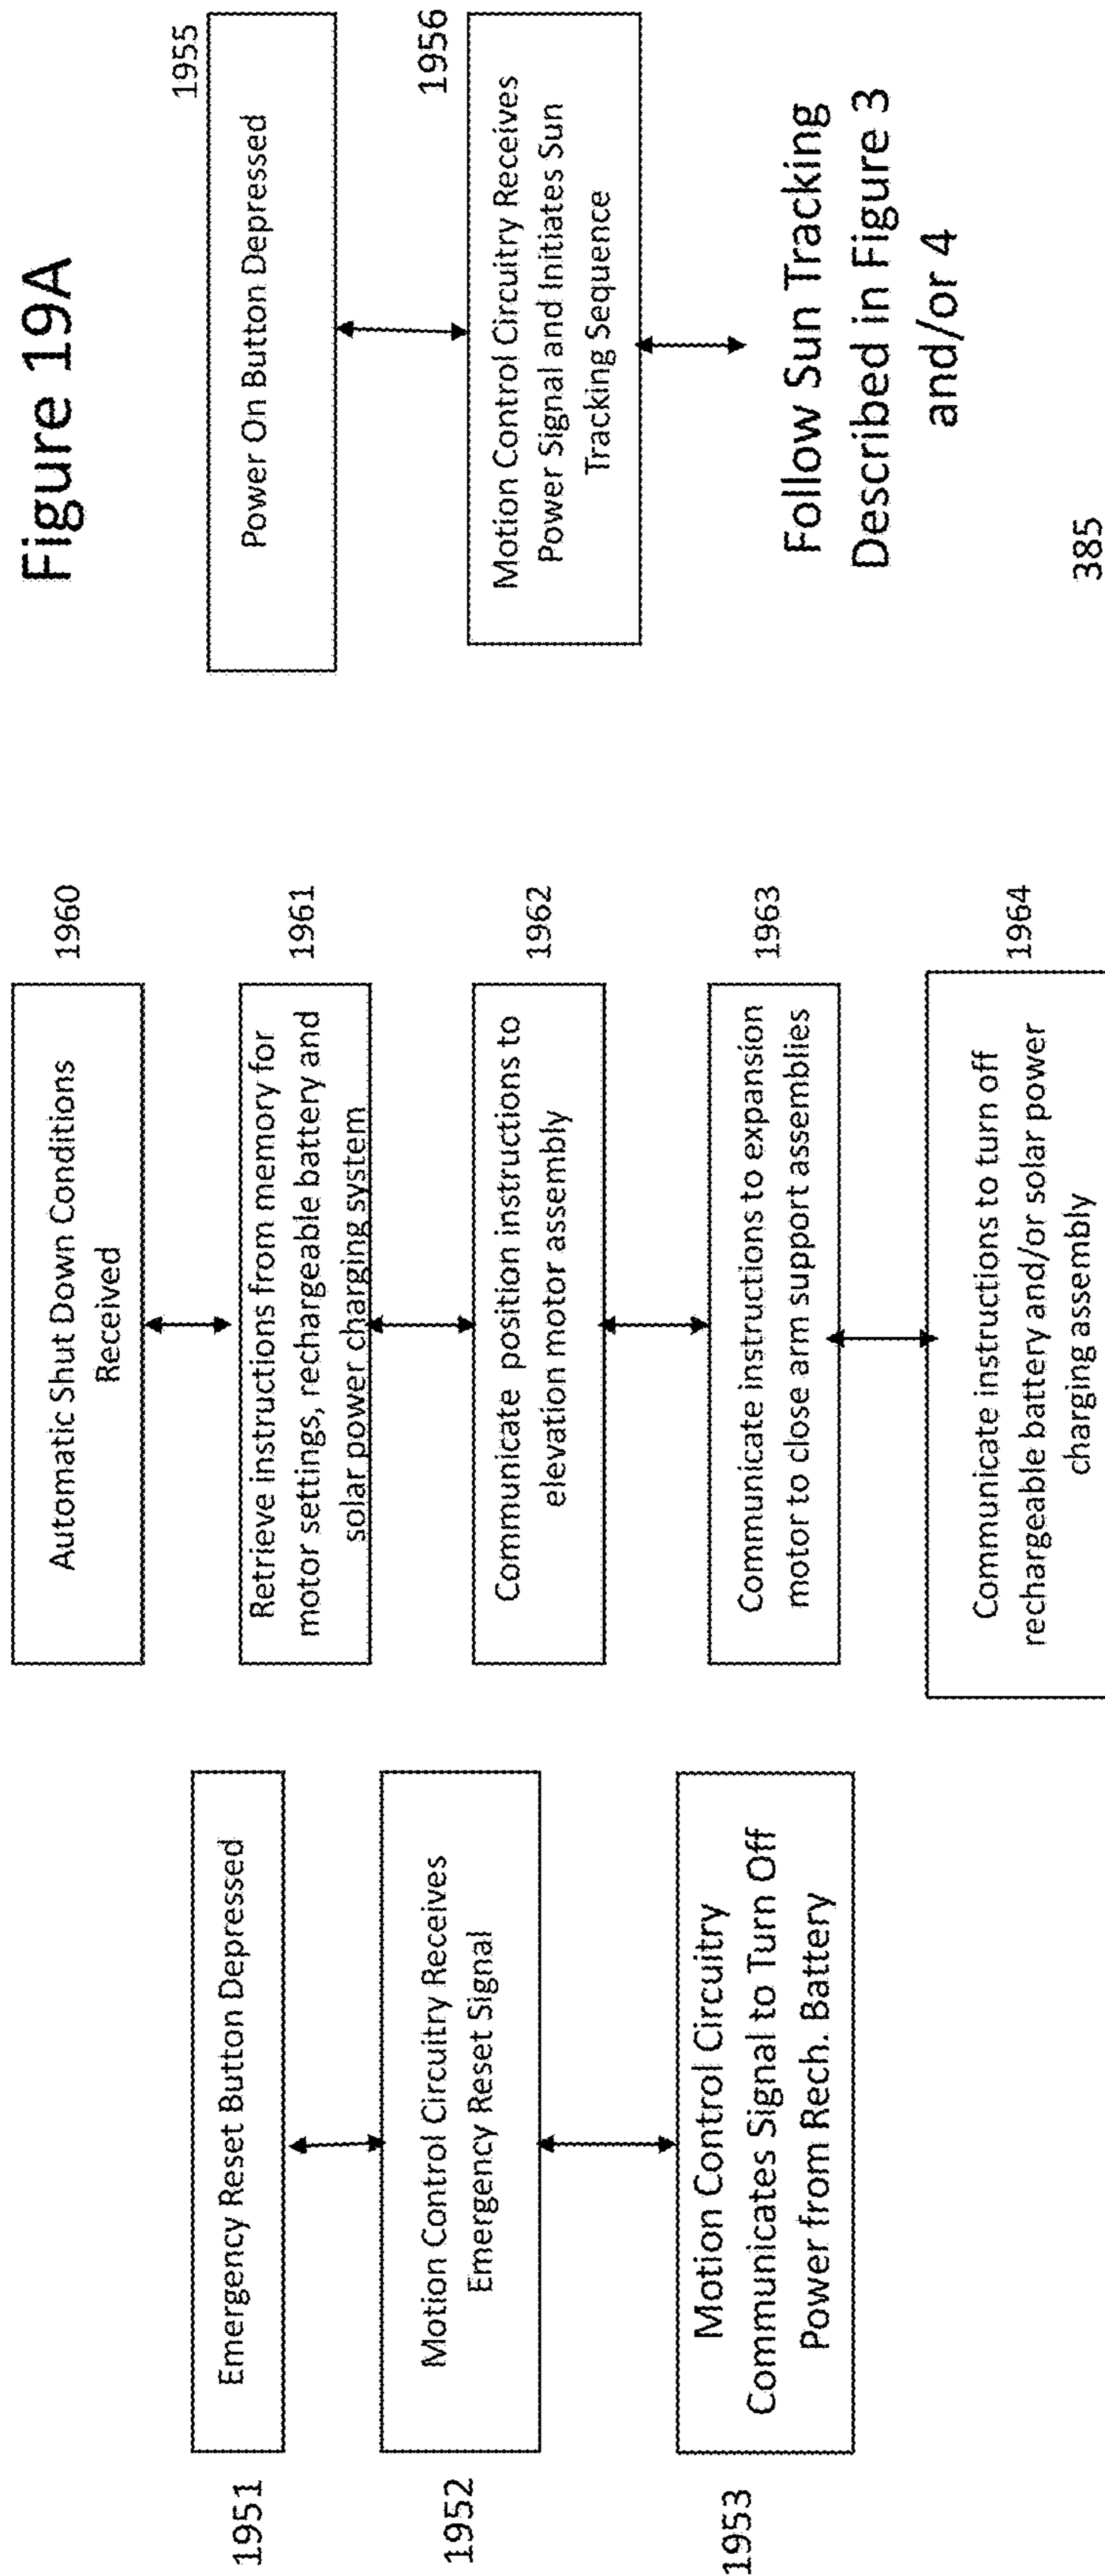 Figure 19A
1951
Emergency Reset Button Depressed
1952
Motion Control Circuitry Receives
Emergency Reset Signal
1953
Motion Control Circuitry
Communicates Signal to Turn Off
Power from Rech. Battery
Automatic Shut Down Conditions
Received
1960
Retrieve instructions from memory for
motor settings, rechargeable battery and
solar power charging system
1961
Communicate position instructions to
elevation motor assembly
1962
Communicate instructions to expansion
motor to close arm support assemblies
1963
Communicate instructions to turn off
rechargeable battery and/or solar power
charging assembly
1964
Power On Button Depressed
1955
Motion Control Circuitry Receives
Power Signal and Initiates Sun
Tracking Sequence
1956
Follow Sun Tracking
Described in Figure 3
and/or 4
385